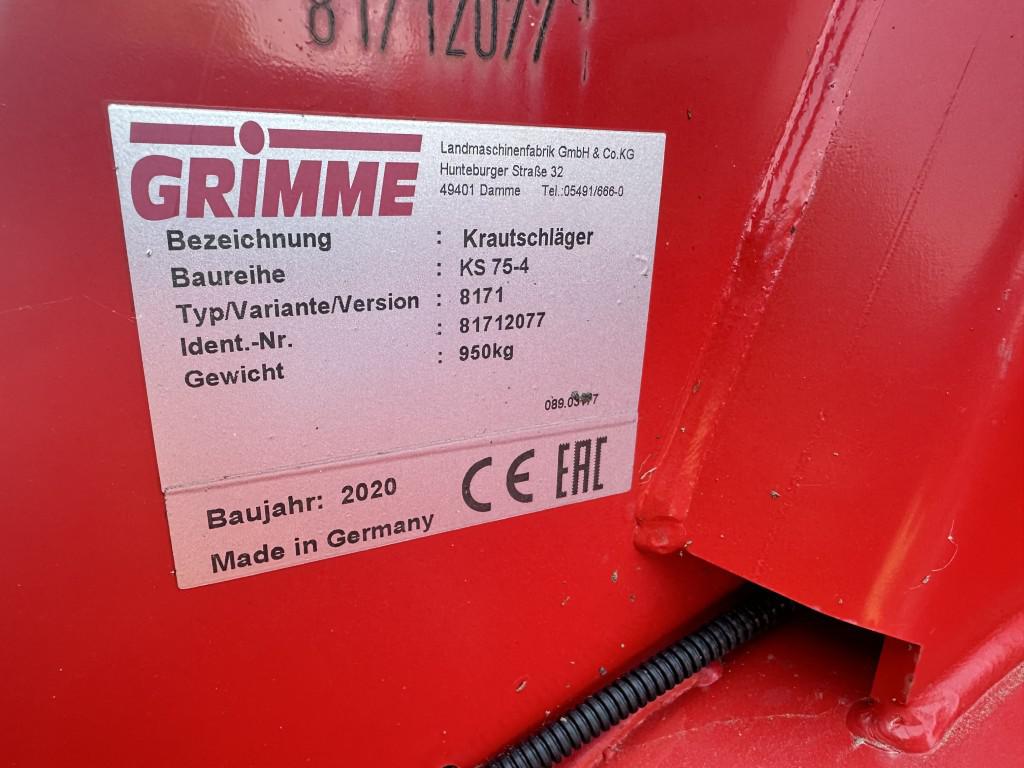 81712077
GRIMME
Landmaschinenfabrik GmbH & Co.KG
Hunteburger Straße 32
49401 Damme Tel.:05491/666-0
Bezeichnung : Krautschläger
Baureihe : KS 75-4
Typ/Variante/Version : 8171
Ident.-Nr. : 81712077
Gewicht : 950kg
Baujahr: 2020
CE EAC
Made in Germany